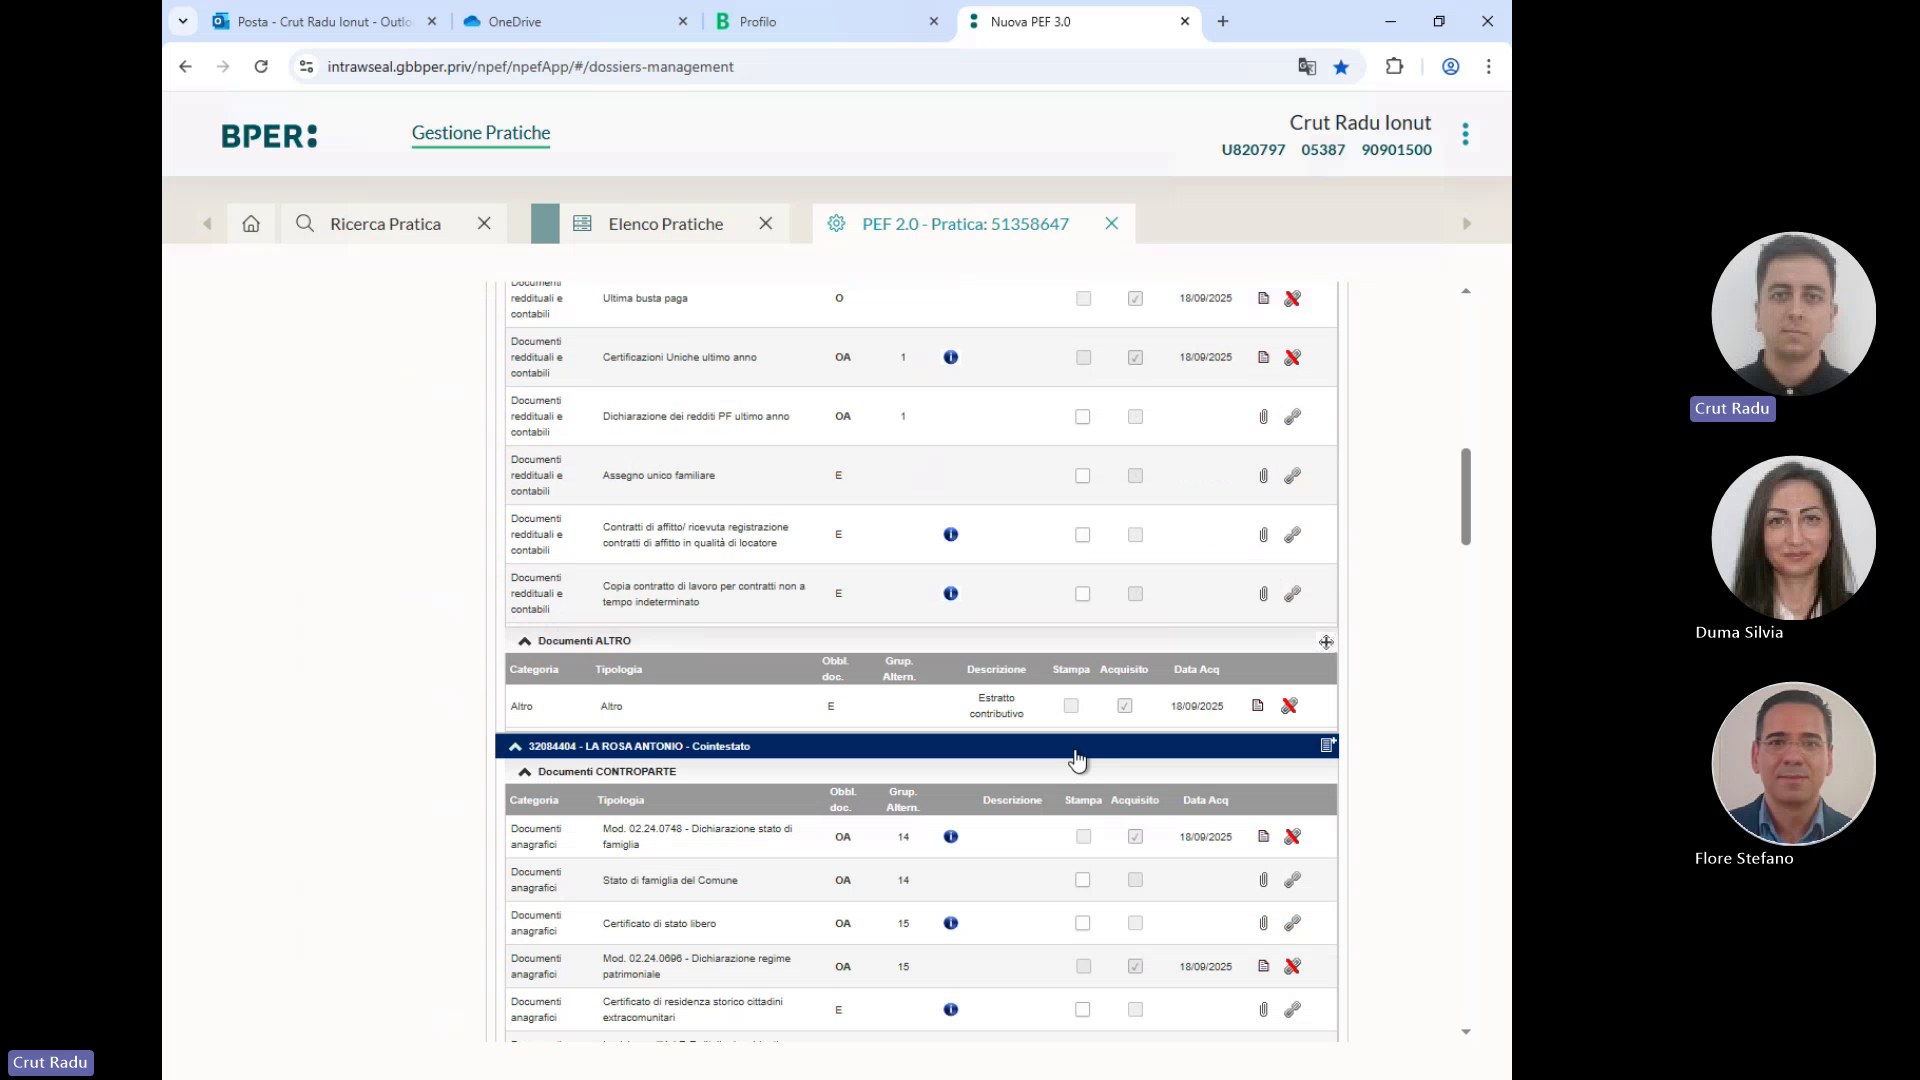 Posta - Crut Radu Ionut - Outlo
OneDrive
Profilo
Nuova PEF 3.0
intrawseal.gbbper.priv/npef/npefApp/#/dossiers-management
BPER:
Gestione Pratiche
Crut Radu Ionut
U820797 05387 90901500
Ricerca Pratica
Elenco Pratiche
PEF 2.0 - Pratica: 51358647
Documenti reddituali e contabili
Ultima busta paga
O
18/09/2025
Documenti reddituali e contabili
Certificazioni Uniche ultimo anno
OA
1
18/09/2025
Documenti reddituali e contabili
Dichiarazione dei redditi PF ultimo anno
OA
1
Documenti reddituali e contabili
Assegno unico familiare
E
Documenti reddituali e contabili
Contratti di affitto/ ricevuta registrazione contratti di affitto in qualità di locatore
E
Documenti reddituali e contabili
Copia contratto di lavoro per contratti non a tempo indeterminato
E
Documenti ALTRO
Categoria Tipologia Obbl. doc. Grup. Altern. Descrizione Stampa Acquisito Data Acq
Altro
Altro
E
Estratto contributivo
18/09/2025
32084404 - LA ROSA ANTONIO - Cointestato
Documenti CONTROPARTE
Categoria Tipologia Obbl. doc. Grup. Altern. Descrizione Stampa Acquisito Data Acq
Documenti anagrafici
Mod. 02.24.0748 - Dichiarazione stato di famiglia
OA
14
18/09/2025
Documenti anagrafici
Stato di famiglia del Comune
OA
14
Documenti anagrafici
Certificato di stato libero
OA
15
Documenti anagrafici
Mod. 02.24.0696 - Dichiarazione regime patrimoniale
OA
15
18/09/2025
Documenti anagrafici
Certificato di residenza storico cittadini extracomunitari
E
Crut Radu
Duma Silvia
Flore Stefano
Crut Radu